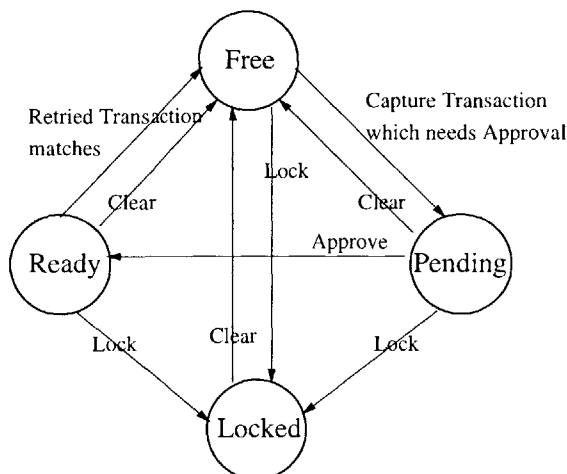 Free
Retried Transaction
matches
Capture Transaction
which needs Approval
Lock
Clear
Clear
Approve
Ready
Pending
Lock
Clear
Lock
Locked